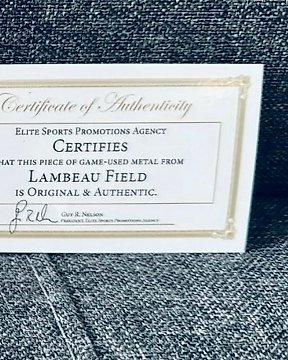 Certificate of Authenticity
ELITE SPORTS PROMOTIONS AGENCY
CERTIFIES
HAT THIS PIECE OF GAME-USED METAL FROM
LAMBEAU FIELD
IS ORIGINAL & AUTHENTIC.
GUY R. NELSON
PRESIDENT, ELITE SPORTS PROMOTIONS AGENCY